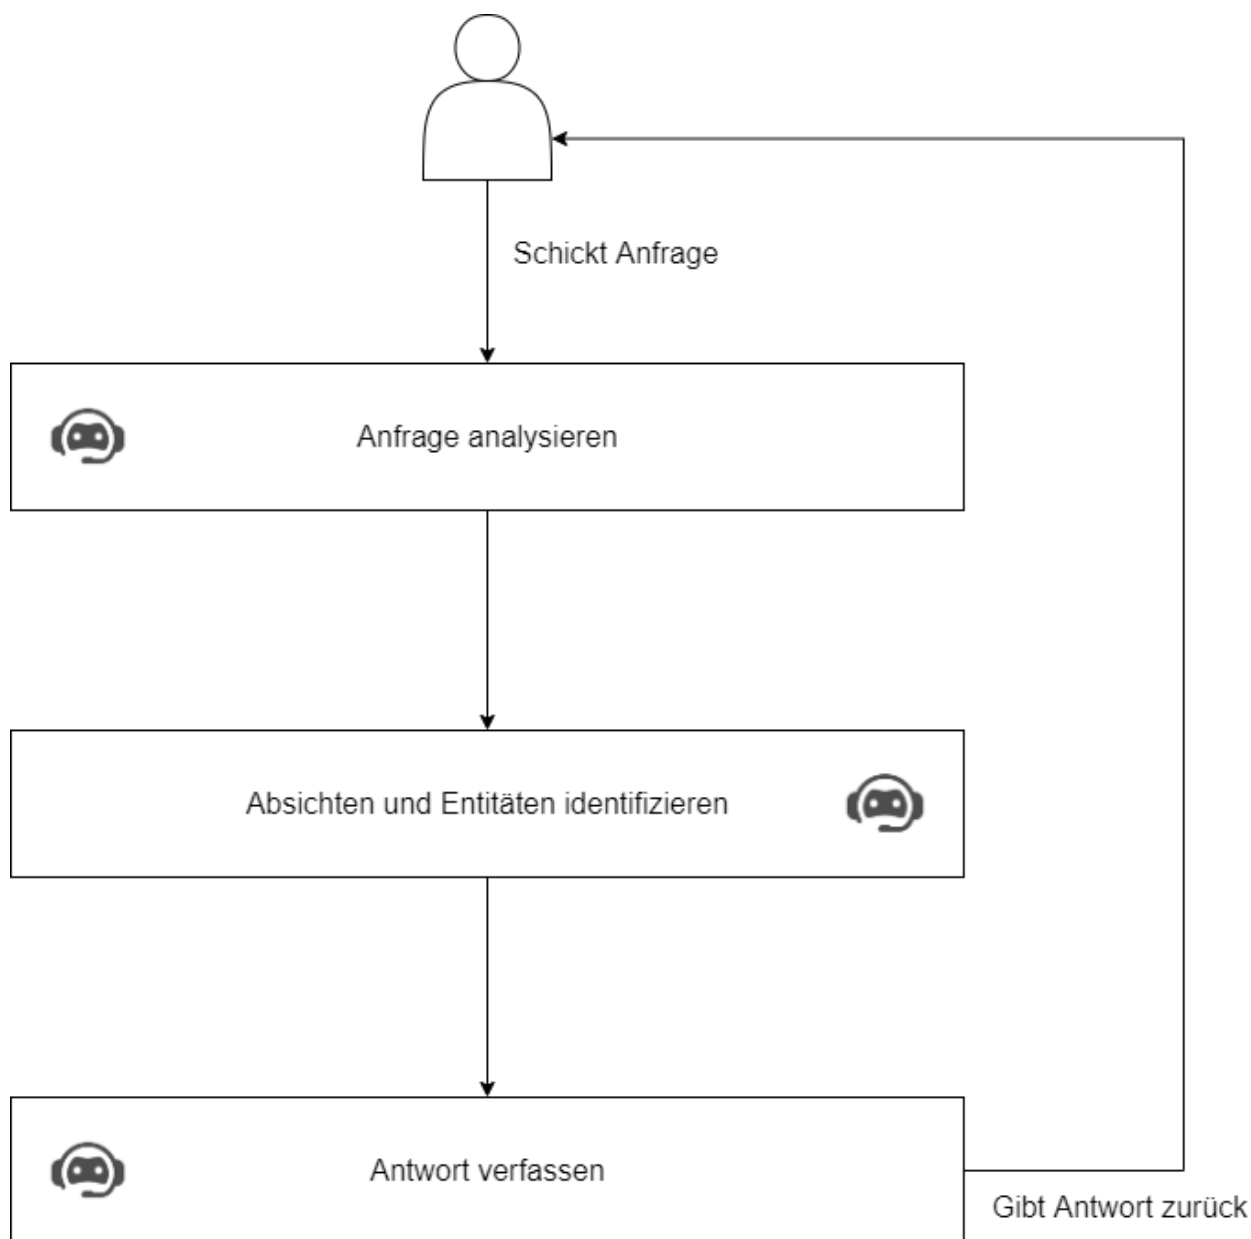 Schickt Anfrage
Anfrage analysieren
Absichten und Entitäten identifizieren
Antwort verfassen
Gibt Antwort zurück